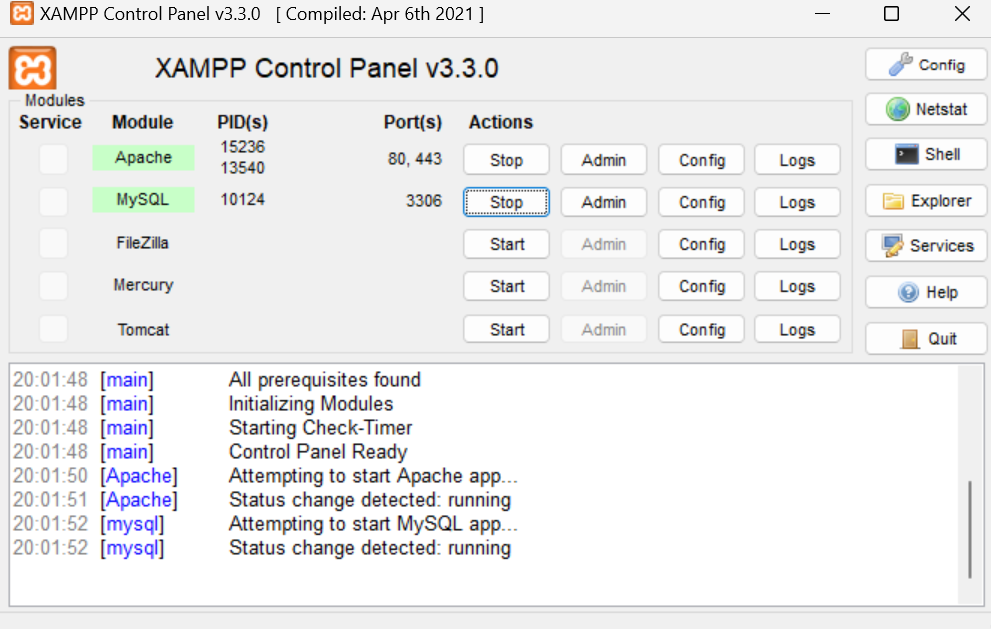 XAMPP Control Panel v3.3.0 [ Compiled: Apr 6th 2021 ]
XAMPP Control Panel v3.3.0
Config
Modules
Service Module PID(s) Port(s) Actions
Netstat
Apache 15236 13540 80, 443 Stop Admin Config Logs
Shell
MySQL 10124 3306 Stop Admin Config Logs
Explorer
FileZilla Start Admin Config Logs
Services
Mercury Start Admin Config Logs
Help
Tomcat Start Admin Config Logs
Quit
20:01:48 [main] All prerequisites found
20:01:48 [main] Initializing Modules
20:01:48 [main] Starting Check-Timer
20:01:48 [main] Control Panel Ready
20:01:50 [Apache] Attempting to start Apache app...
20:01:51 [Apache] Status change detected: running
20:01:52 [mysql] Attempting to start MySQL app...
20:01:52 [mysql] Status change detected: running